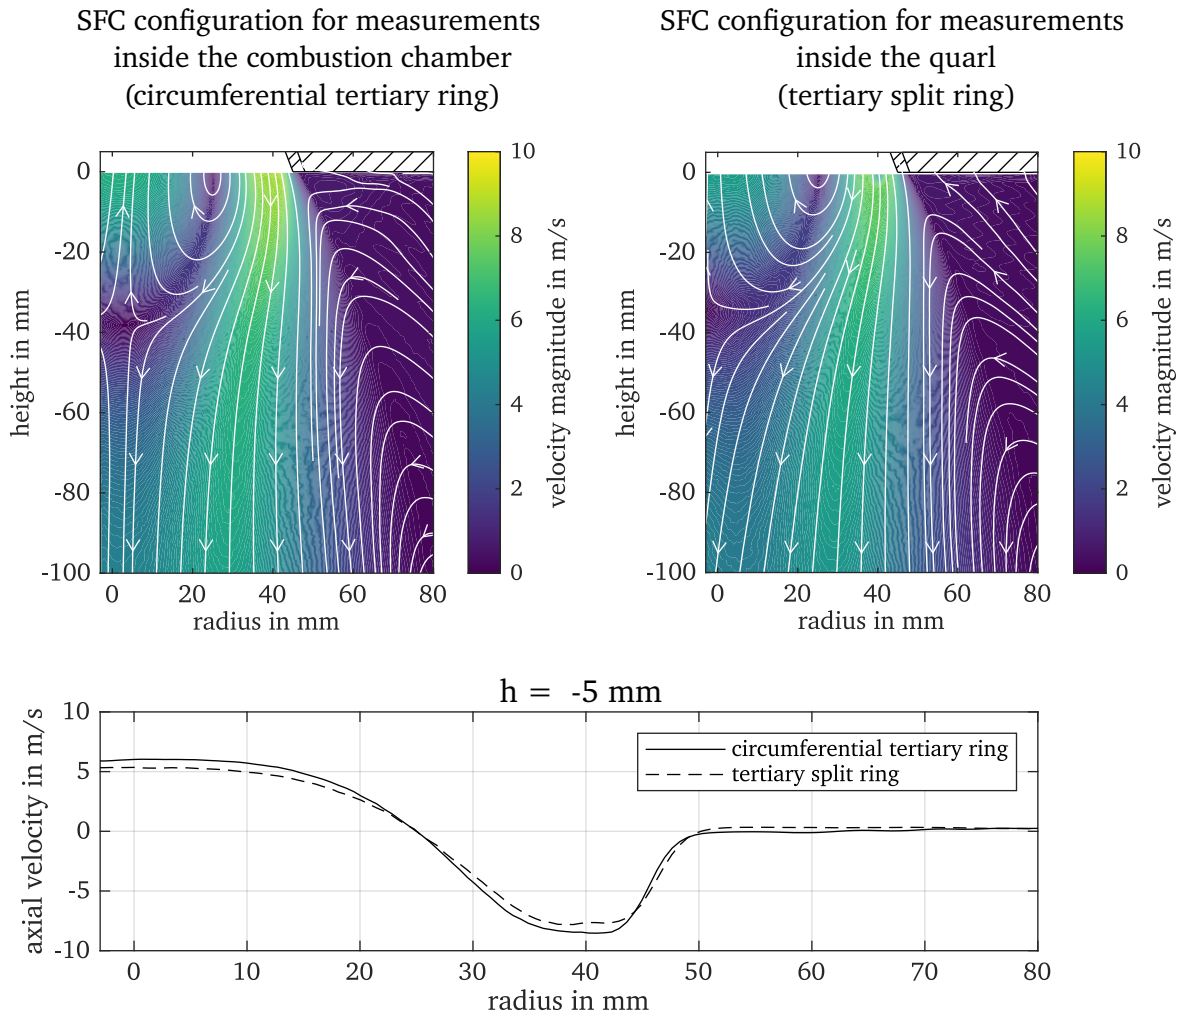 SFC configuration for measurements
inside the combustion chamber
(circumferential tertiary ring)
SFC configuration for measurements
inside the quarl
(tertiary split ring)
0
-20
-40
-60
-80
-100
height in mm
0 20 40 60 80
radius in mm
10
8
6
4
2
0
velocity magnitude in m/s
0
-20
-40
-60
-80
-100
height in mm
0 20 40 60 80
radius in mm
10
8
6
4
2
0
velocity magnitude in m/s
h = -5 mm
10
5
0
-5
-10
axial velocity in m/s
circumferential tertiary ring
tertiary split ring
0 10 20 30 40 50 60 70 80
radius in mm